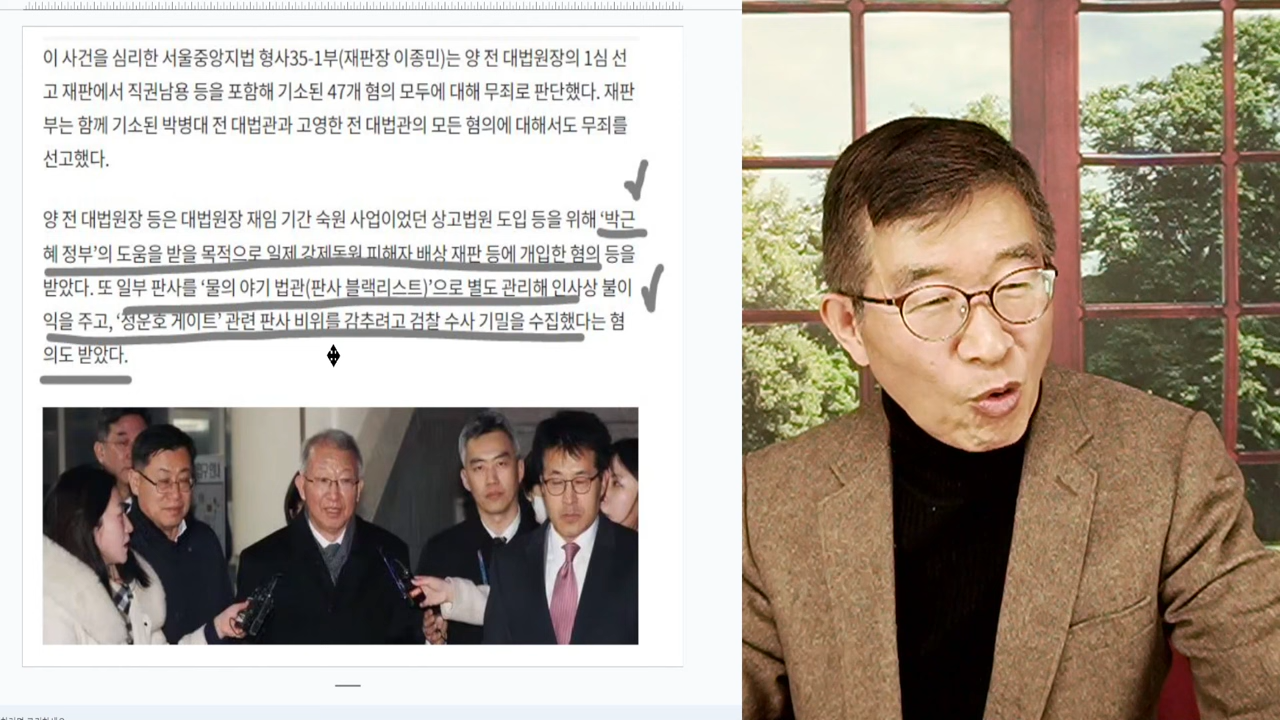 이 사건을 심리한 서울중앙지법 형사35-1부(재판장 이종민)는 양 전 대법원장의 1심 선
고 재판에서 직권남용 등을 포함해 기소된 47개 혐의 모두에 대해 무죄로 판단했다. 재판
부는 함께 기소된 박병대 전 대법관과 고영한 전 대법관의 모든 혐의에 대해서도 무죄를
선고했다.
양 전 대법원장 등은 대법원장 재임 기간 숙원 사업이었던 상고법원 도입 등을 위해 ‘박근
혜 정부’의 도움을 받을 목적으로 일제 강제동원 피해자 배상 재판 등에 개입한 혐의 등을
받았다. 또 일부 판사를 ‘물의 야기 법관(판사 블랙리스트)’으로 별도 관리해 인사상 불이
익을 주고, ‘정운호 게이트’ 관련 판사 비위를 감추려고 검찰 수사 기밀을 수집했다는 혐
의도 받았다.